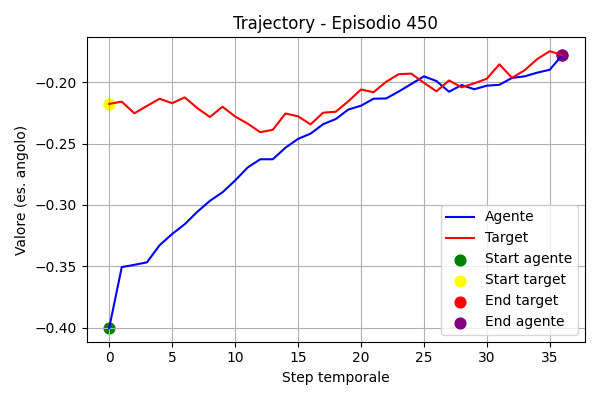 Trajectory - Episodio 450
Valore (es. angolo)
−0.20
−0.25
−0.30
−0.35
−0.40
0 5 10 15 20 25 30 35
Step temporale
Agente
Target
Start agente
Start target
End target
End agente